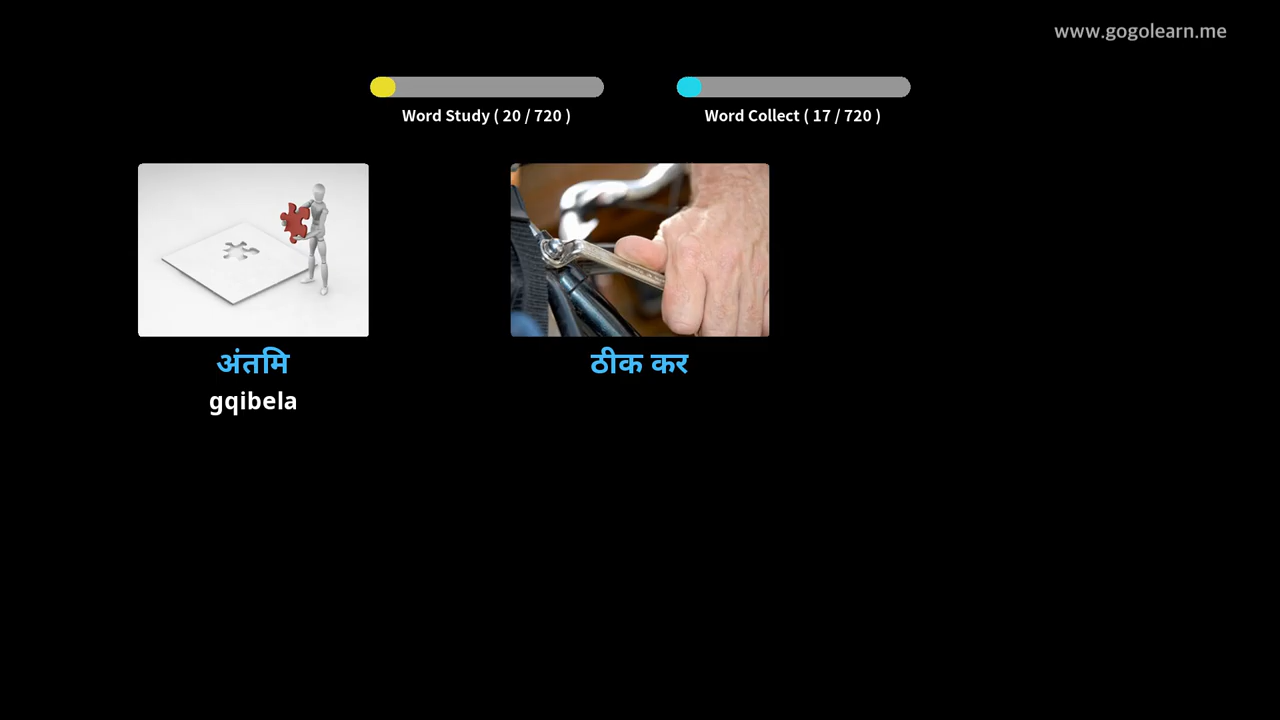 www.gogolearn.me
Word Study ( 20 / 720 )
Word Collect ( 17 / 720 )
अंतमि
gqibela
ठीक कर